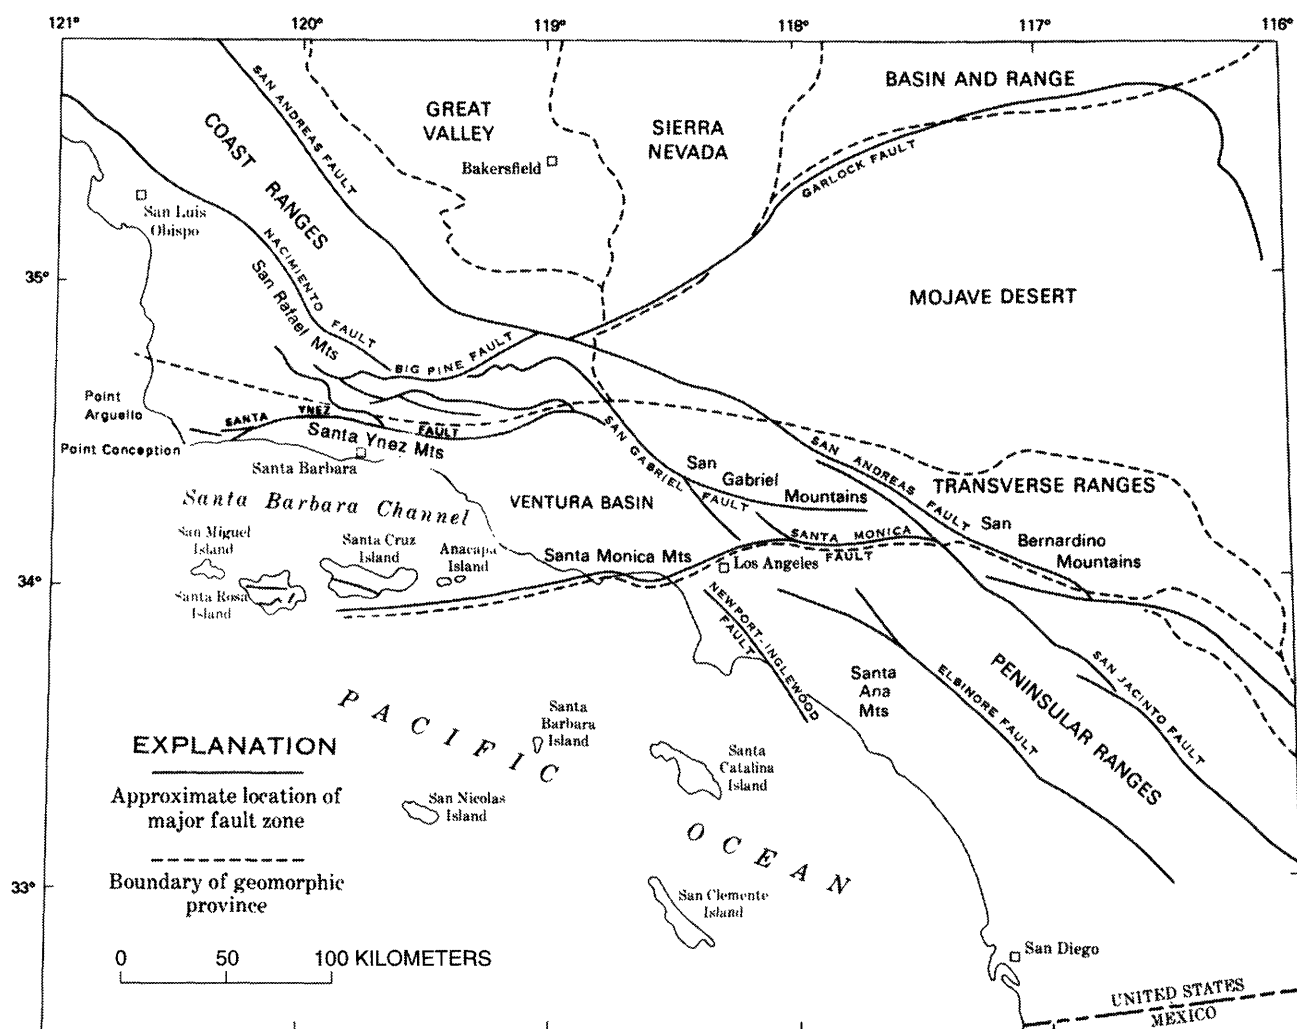 121°
120°
119°
118°
117°
116°
SAN ANDREAS FAULT
COAST RANGES
GREAT
VALLEY
Bakersfield
SIERRA
NEVADA
BASIN AND RANGE
GARLOCK FAULT
San Luis
Obispo
NACIMIENTO FAULT
San Rafael Mts
35°
MOJAVE DESERT
BIG PINE FAULT
Point
Arguello
SANTA YNEZ FAULT
Santa Ynez Mts
Point Conception
Santa Barbara
SAN GABRIEL FAULT
San
Gabriel
Mountains
SAN ANDREAS FAULT
TRANSVERSE RANGES
Santa Barbara Channel
VENTURA BASIN
San
Bernardino
Mountains
San Miguel
Island
Santa Cruz
Island
Anacapa
Island
Santa Monica Mts
SANTA MONICA
FAULT
Los Angeles
34°
Santa Rosa
Island
NEWPORT-INGLEWOOD
FAULT
Santa
Ana
Mts
ELSINORE FAULT
PENINSULAR RANGES
SAN JACINTO FAULT
PACIFIC
OCEAN
Santa
Barbara
Island
Santa
Catalina
Island
San Nicolas
Island
San Clemente
Island
EXPLANATION
Approximate location of
major fault zone
Boundary of geomorphic
province
33°
0 50 100 KILOMETERS
San Diego
UNITED STATES
MEXICO